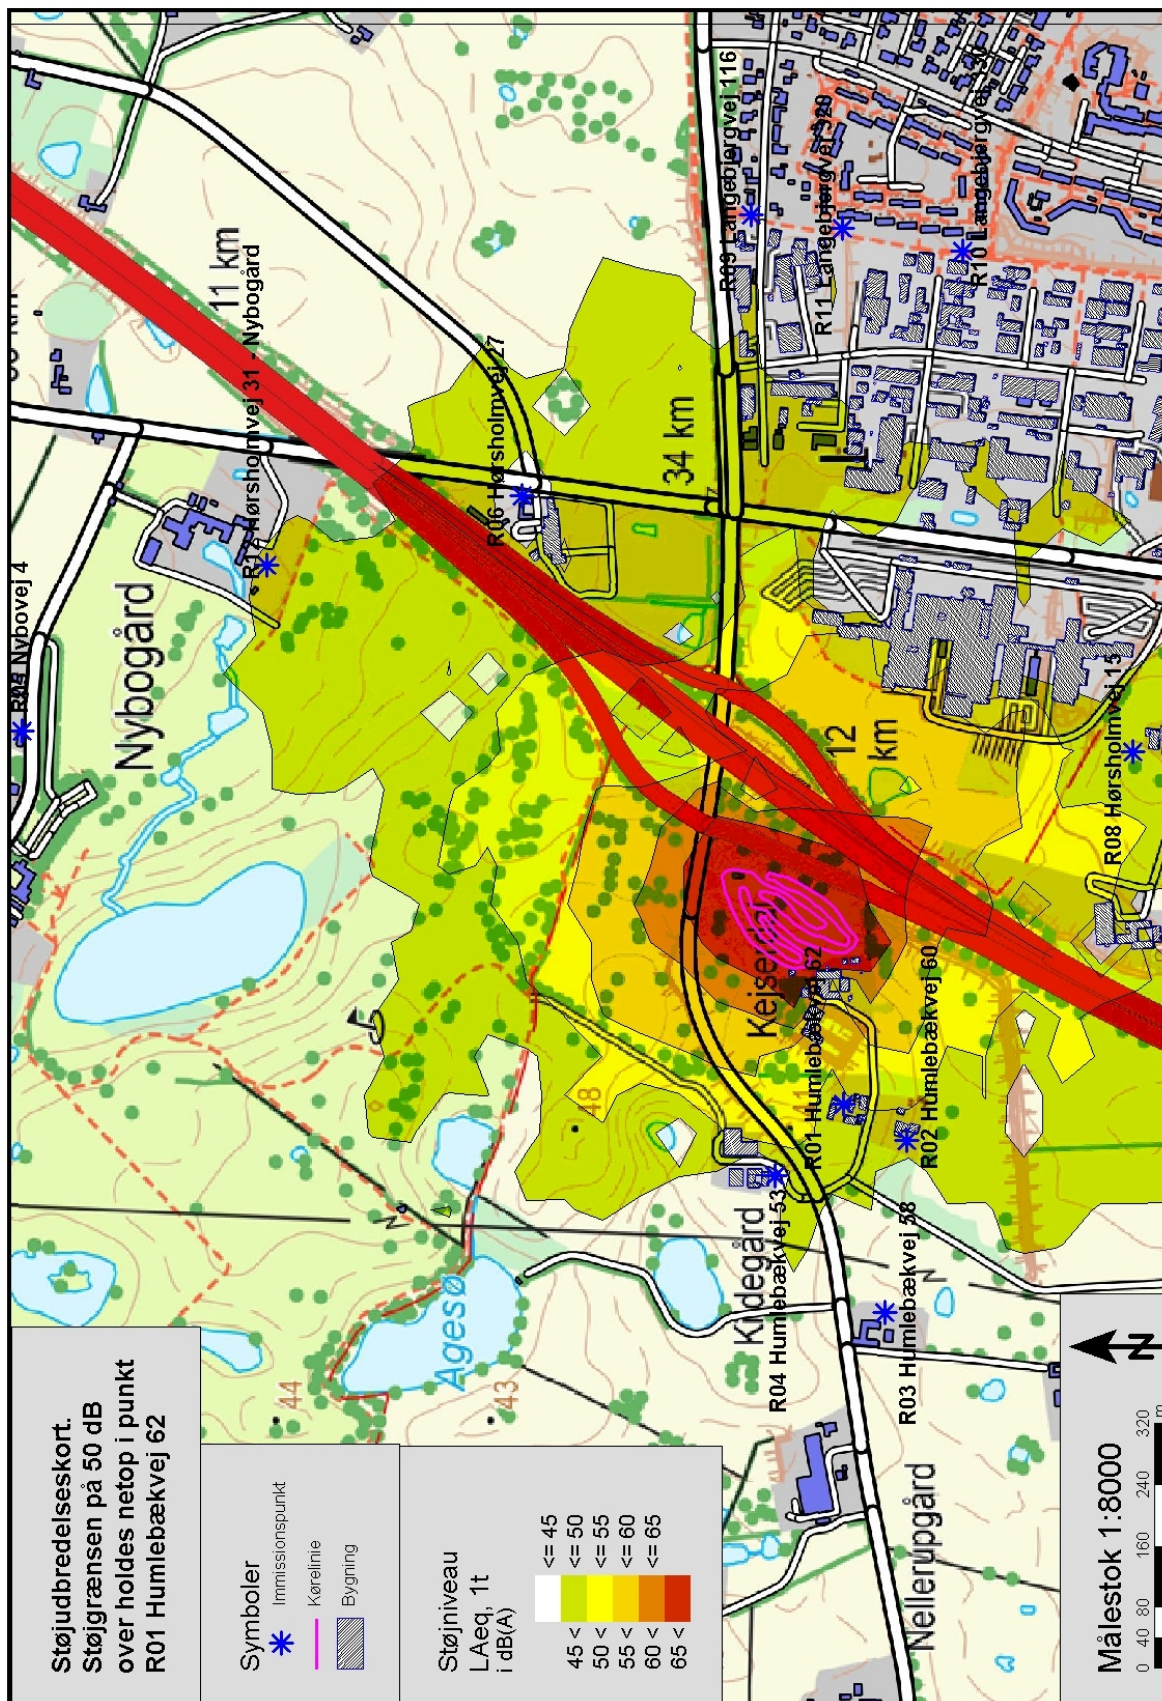 Støjudbredelseskort.
Støjgrænsen på 50 dB
over holdes netop i punkt
R01 Humlebækvej 62
Symboler
Immissionspunkt
Kørelinie
Bygning
Støjniveau
LAeq, 1t
i dB(A)
<= 45
45 < <= 50
50 < <= 55
55 < <= 60
60 < <= 65
65 <
Målestok 1:8000
0 40 80 160 240 320
m
N
Nybovej 4
Nybogård
R12 Hørsholmvej 31 - Nybogård
11 km
R06 Hørsholmvej 27
34 km
R09 Langebjergvej 116
R11 Langebjergvej
R10 Langebjergvej
12
km
R08 Hørsholmvej 13
R01 Humlebækvej 62
R02 Humlebækvej 60
R03 Humlebækvej 58
R04 Humlebækvej 53
Kidegård
Agesø
Nellerupgård
44
43
48
41